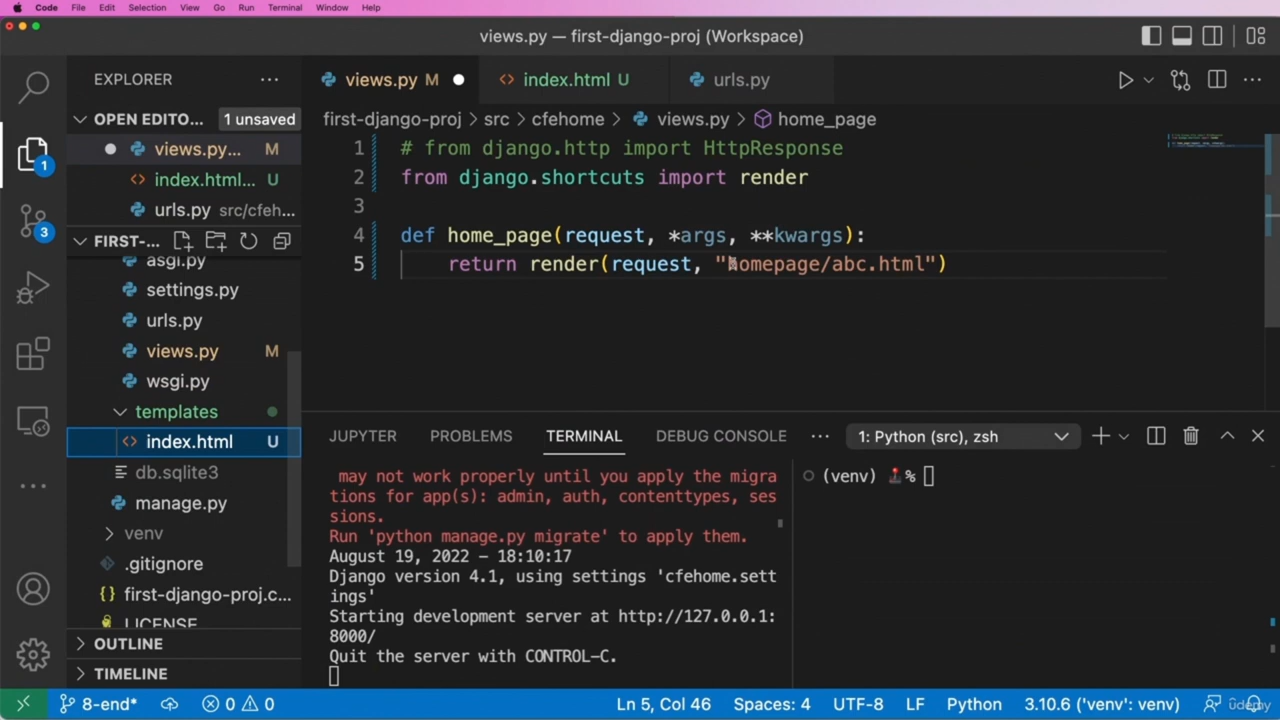 Code File Edit Selection View Go Run Terminal Window Help
views.py — first-django-proj (Workspace)
EXPLORER
views.py M
index.html U
urls.py
OPEN EDITO...
1 unsaved
first-django-proj > src > cfehome > views.py > home_page
views.py... M
index.html... U
urls.py src/cfeh...
FIRST-...
asgi.py
settings.py
urls.py
views.py M
wsgi.py
templates
index.html U
db.sqlite3
manage.py
venv
.gitignore
first-django-proj.c...
LICENSE
OUTLINE
TIMELINE
1 # from django.http import HttpResponse
2 from django.shortcuts import render
3
4 def home_page(request, *args, **kwargs):
5 return render(request, "homepage/abc.html")
JUPYTER PROBLEMS TERMINAL DEBUG CONSOLE
1: Python (src), zsh
may not work properly until you apply the migra
tions for app(s): admin, auth, contenttypes, ses
sions.
Run 'python manage.py migrate' to apply them.
August 19, 2022 - 18:10:17
Django version 4.1, using settings 'cfehome.sett
ings'
Starting development server at http://127.0.0.1:
8000/
Quit the server with CONTROL-C.
(venv) %
1
3
8-end*
0 0
Ln 5, Col 46
Spaces: 4
UTF-8
LF
Python
3.10.6 ('venv': venv)
udemy